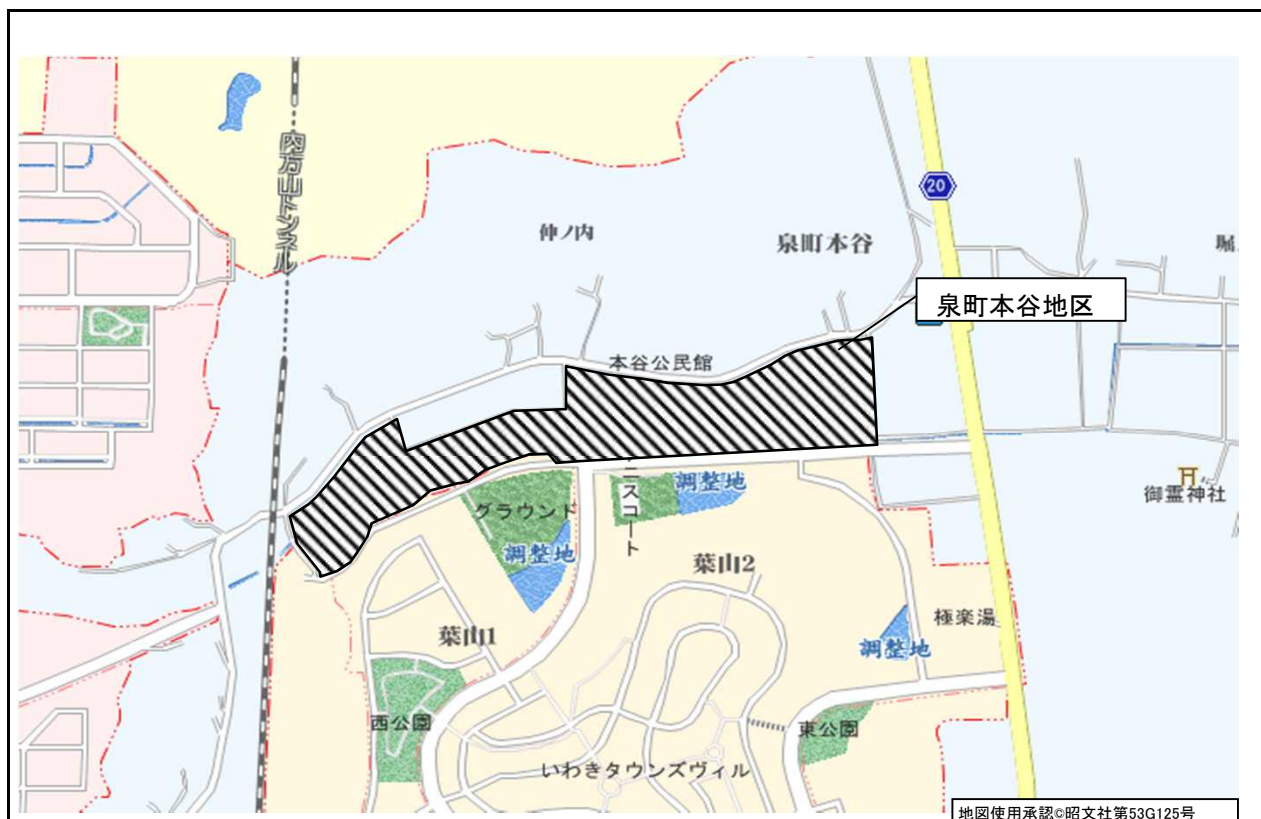 内方山トンネル
20
仲ノ内
泉町本谷
堀
泉町本谷地区
本谷公民館
御霊神社
グラウンド
ニスコート
調整地
調整地
葉山2
葉山1
極楽湯
調整地
西公園
東公園
いわきタウンズヴィル
地図使用承認©昭文社第53G125号